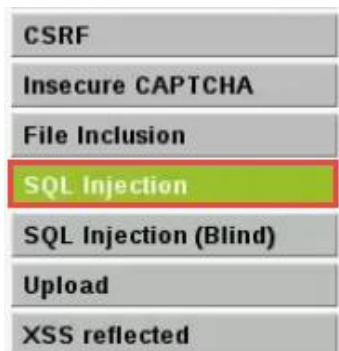 CSRF
Insecure CAPTCHA
File Inclusion
SQL Injection
SQL Injection (Blind)
Upload
XSS reflected